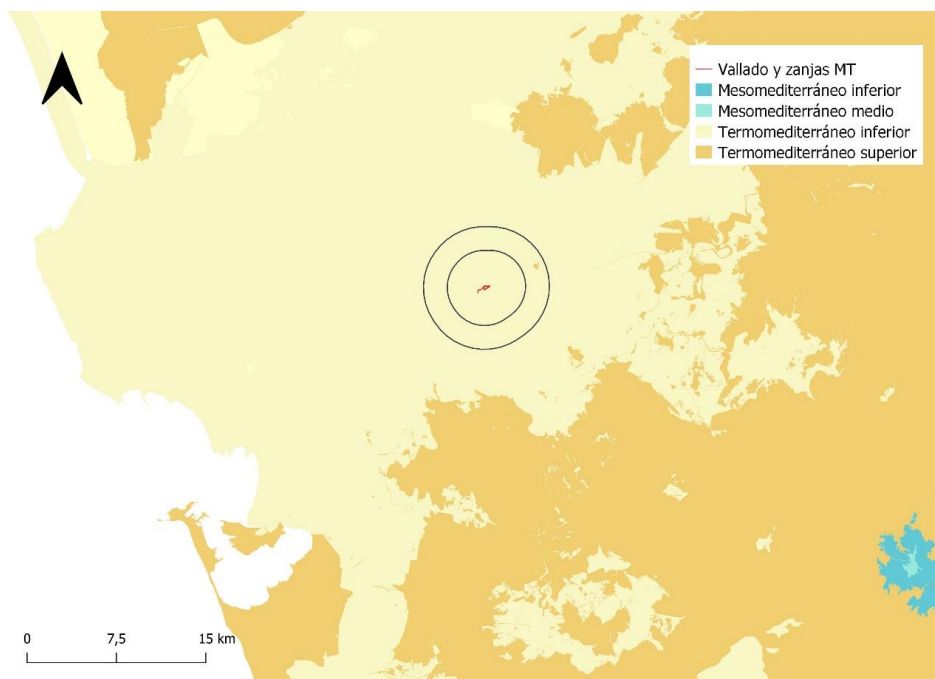 Vallado y zanjas MT
Mesomediterráneo inferior
Mesomediterráneo medio
Termomediterráneo inferior
Termomediterráneo superior
0 7,5 15 km